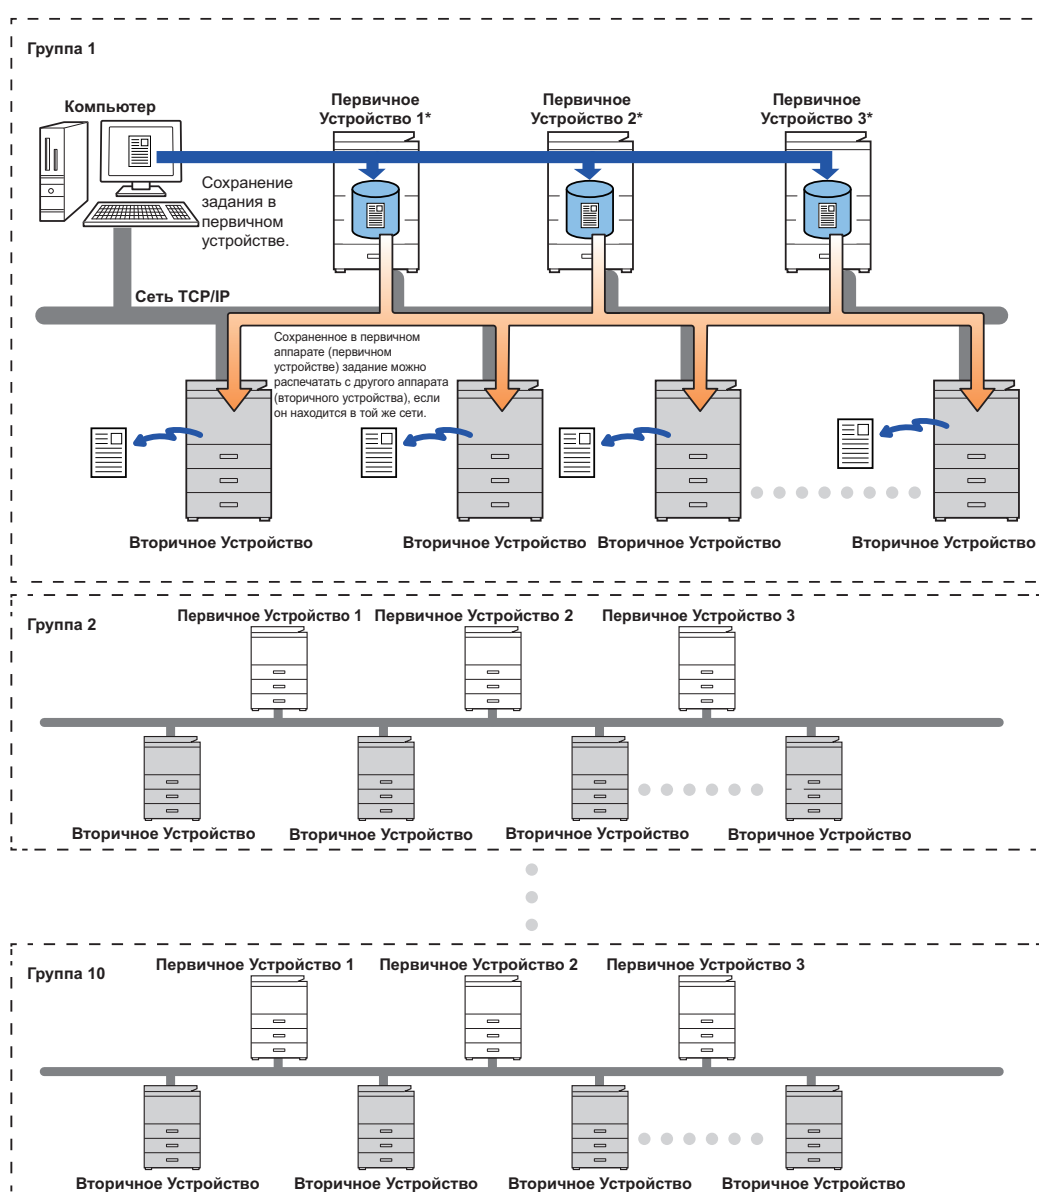 Группа 1
Компьютер
Первичное
Устройство 1*
Первичное
Устройство 2*
Первичное
Устройство 3*
Сохранение
задания в
первичном
устройстве.
Сеть TCP/IP
Сохраненное в первичном
аппарате (первичном
устройстве) задание можно
распечатать с другого аппарата
(вторичного устройства), если
он находится в той же сети.
Вторичное Устройство
Вторичное Устройство
Вторичное Устройство
Вторичное Устройство
Группа 2
Первичное Устройство 1
Первичное Устройство 2
Первичное Устройство 3
Вторичное Устройство
Вторичное Устройство
Вторичное Устройство
Вторичное Устройство
Группа 10
Первичное Устройство 1
Первичное Устройство 2
Первичное Устройство 3
Вторичное Устройство
Вторичное Устройство
Вторичное Устройство
Вторичное Устройство